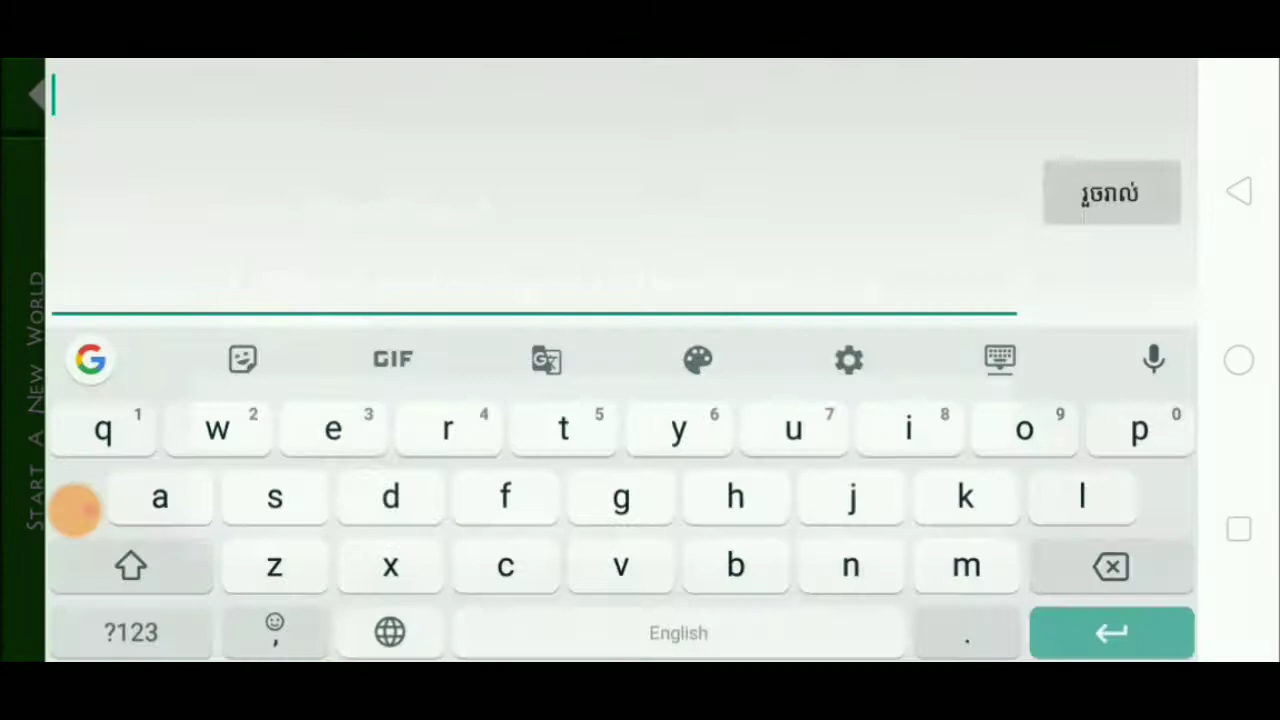 START A NEW WORLD
រួចរាល់
GIF
q 1 w 2 e 3 r 4 t 5 y 6 u 7 i 8 o 9 p 0
a s d f g h j k l
z x c v b n m
?123 , English .